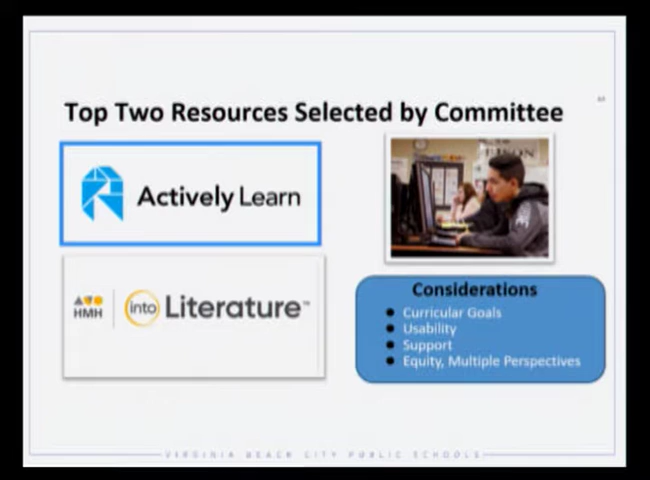 Top Two Resources Selected by Committee
Actively Learn
HMH into Literature™
Considerations
● Curricular Goals
● Usability
● Support
● Equity, Multiple Perspectives
VIRGINIA BEACH CITY PUBLIC SCHOOLS